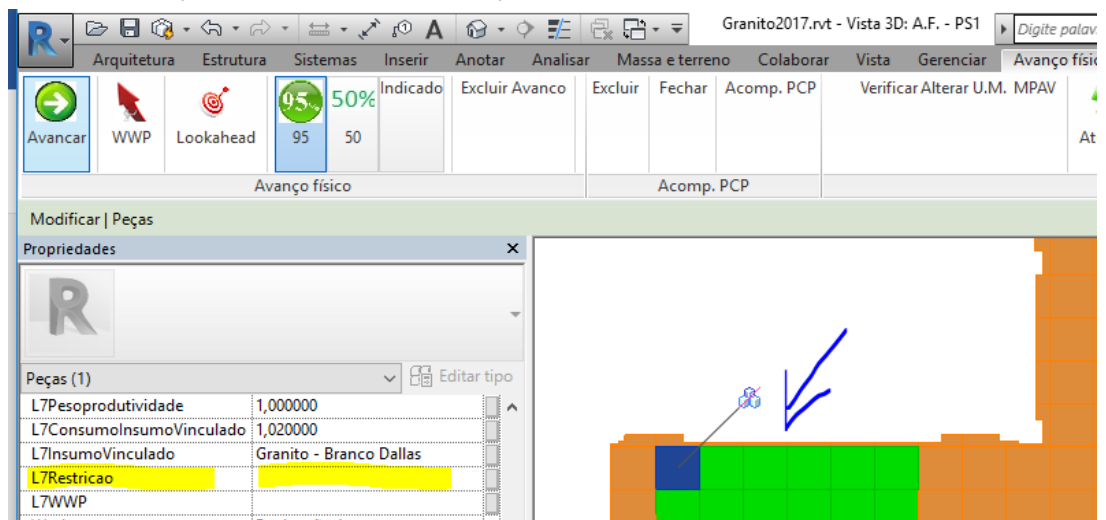 Granito2017.rvt - Vista 3D: A.F. - PS1
Digite palav
Arquitetura Estrutura Sistemas Inserir Anotar Analisar Massa e terreno Colaborar Vista Gerenciar Avanço físic
95% 50% Indicado Excluir Avanco Excluir Fechar Acomp. PCP Verificar Alterar U.M. MPAV
Avancar WWP Lookahead 95 50 At
Avanço físico Acomp. PCP
Modificar | Peças
Propriedades
Peças (1) Editar tipo
L7Pesoprodutividade 1,000000
L7ConsumoInsumoVinculado 1,020000
L7InsumoVinculado Granito - Branco Dallas
L7Restricao
L7WWP